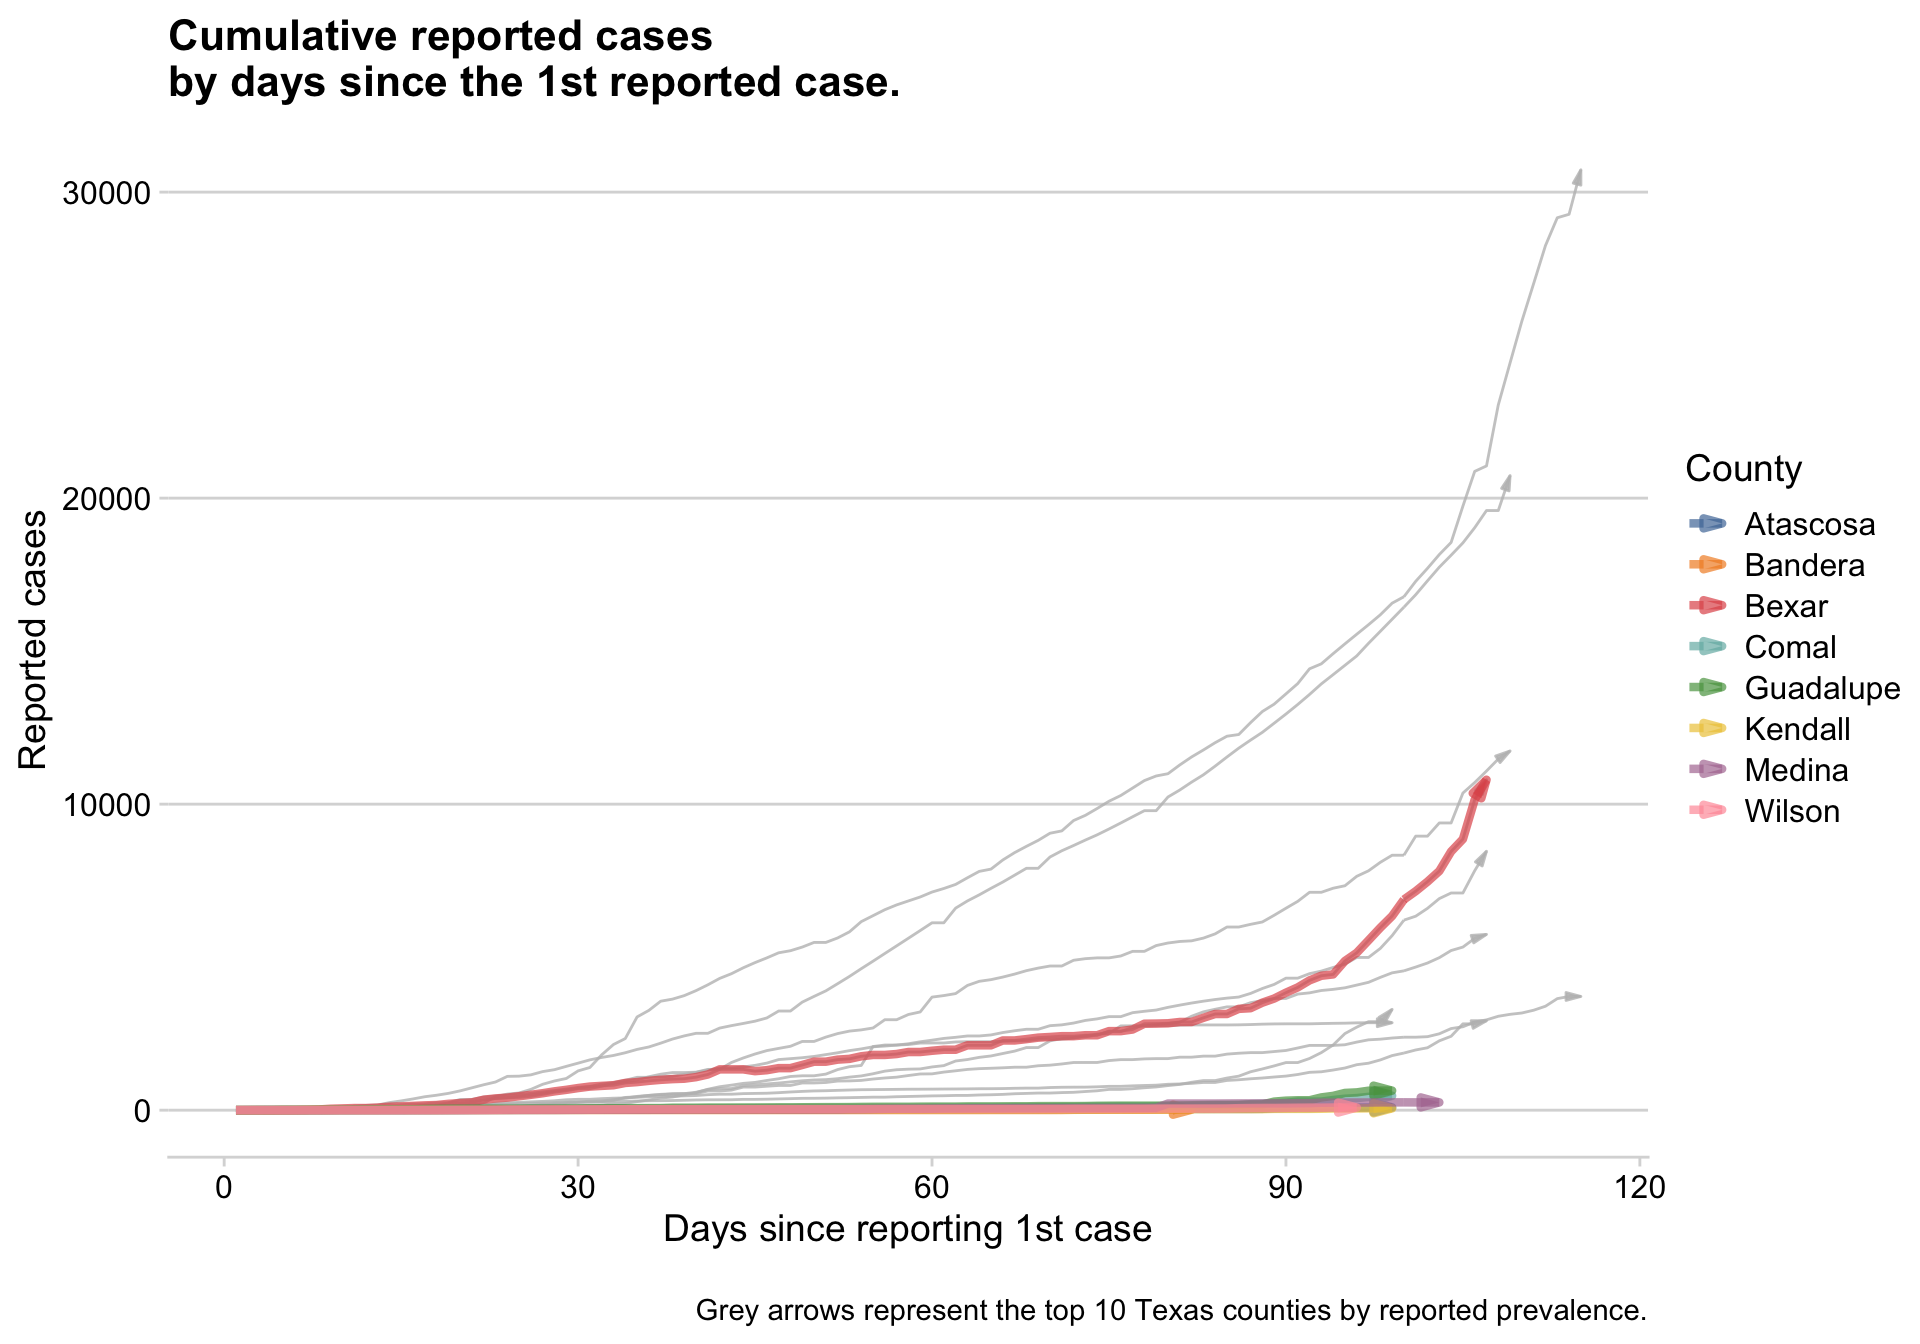 Cumulative reported cases
by days since the 1st reported case.
30000
20000
10000
0
Reported cases
0 30 60 90 120
Days since reporting 1st case
County
Atascosa
Bandera
Bexar
Comal
Guadalupe
Kendall
Medina
Wilson
Grey arrows represent the top 10 Texas counties by reported prevalence.